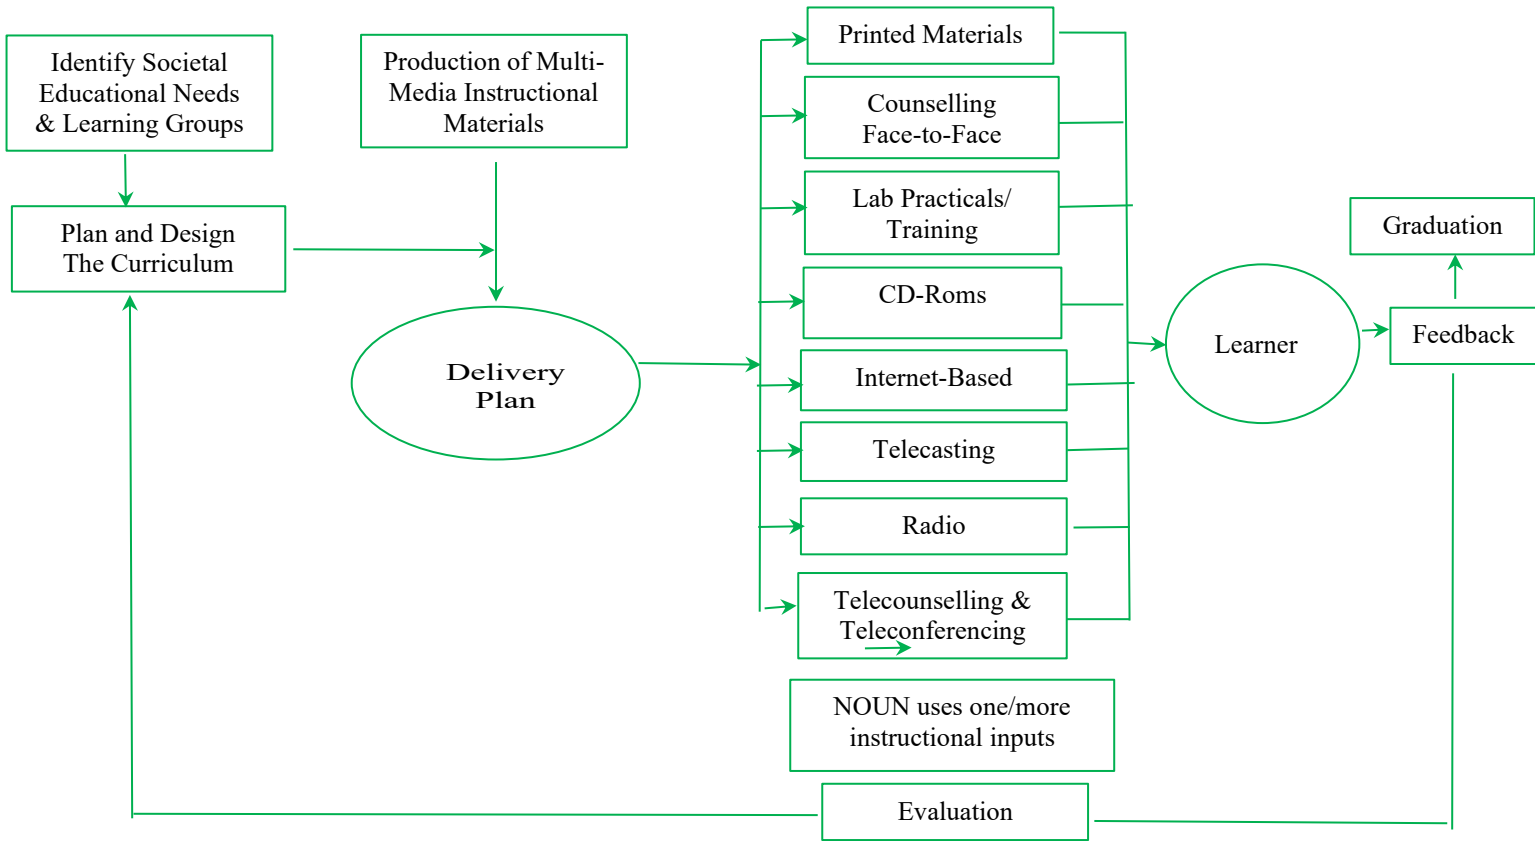 Identify Societal
Educational Needs
& Learning Groups
Production of Multi-
Media Instructional
Materials
Plan and Design
The Curriculum
Delivery
Plan
Printed Materials
Counselling
Face-to-Face
Lab Practicals/
Training
CD-Roms
Internet-Based
Telecasting
Radio
Telecounselling &
Teleconferencing
NOUN uses one/more
instructional inputs
Learner
Graduation
Feedback
Evaluation